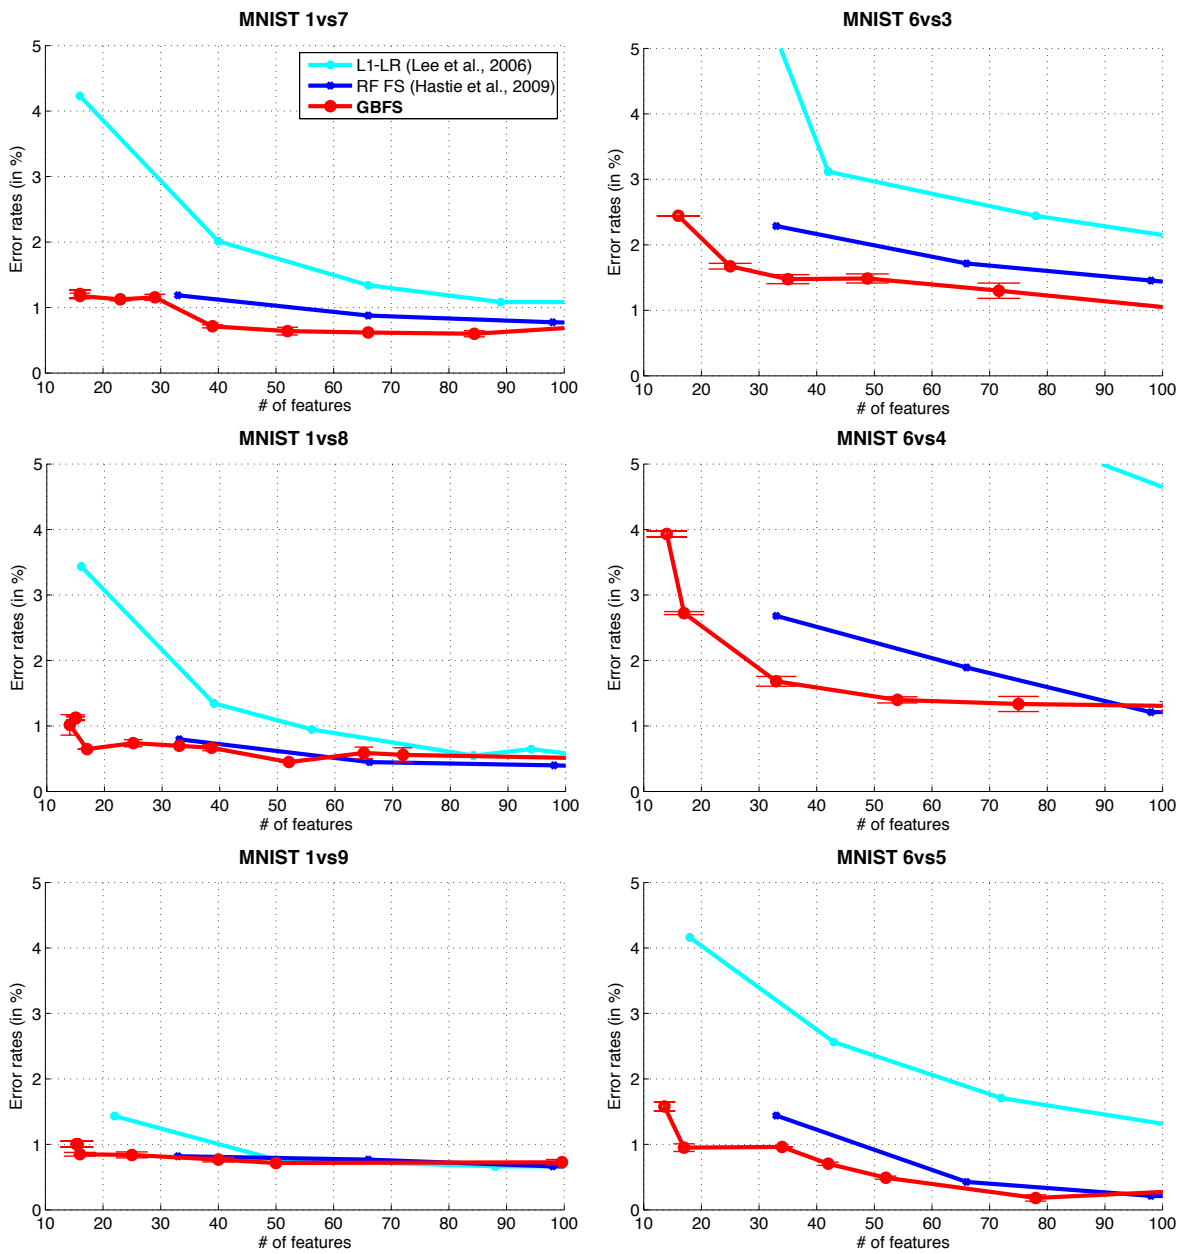 MNIST 1vs7
5
4
3
2
1
0
Error rates (in %)
L1-LR (Lee et al., 2006)
RF FS (Hastie et al., 2009)
GBFS
10 20 30 40 50 60 70 80 90 100
# of features
MNIST 6vs3
5
4
3
2
1
0
Error rates (in %)
10 20 30 40 50 60 70 80 90 100
# of features
MNIST 1vs8
5
4
3
2
1
0
Error rates (in %)
10 20 30 40 50 60 70 80 90 100
# of features
MNIST 6vs4
5
4
3
2
1
0
Error rates (in %)
10 20 30 40 50 60 70 80 90 100
# of features
MNIST 1vs9
5
4
3
2
1
0
Error rates (in %)
10 20 30 40 50 60 70 80 90 100
# of features
MNIST 6vs5
5
4
3
2
1
0
Error rates (in %)
10 20 30 40 50 60 70 80 90 100
# of features